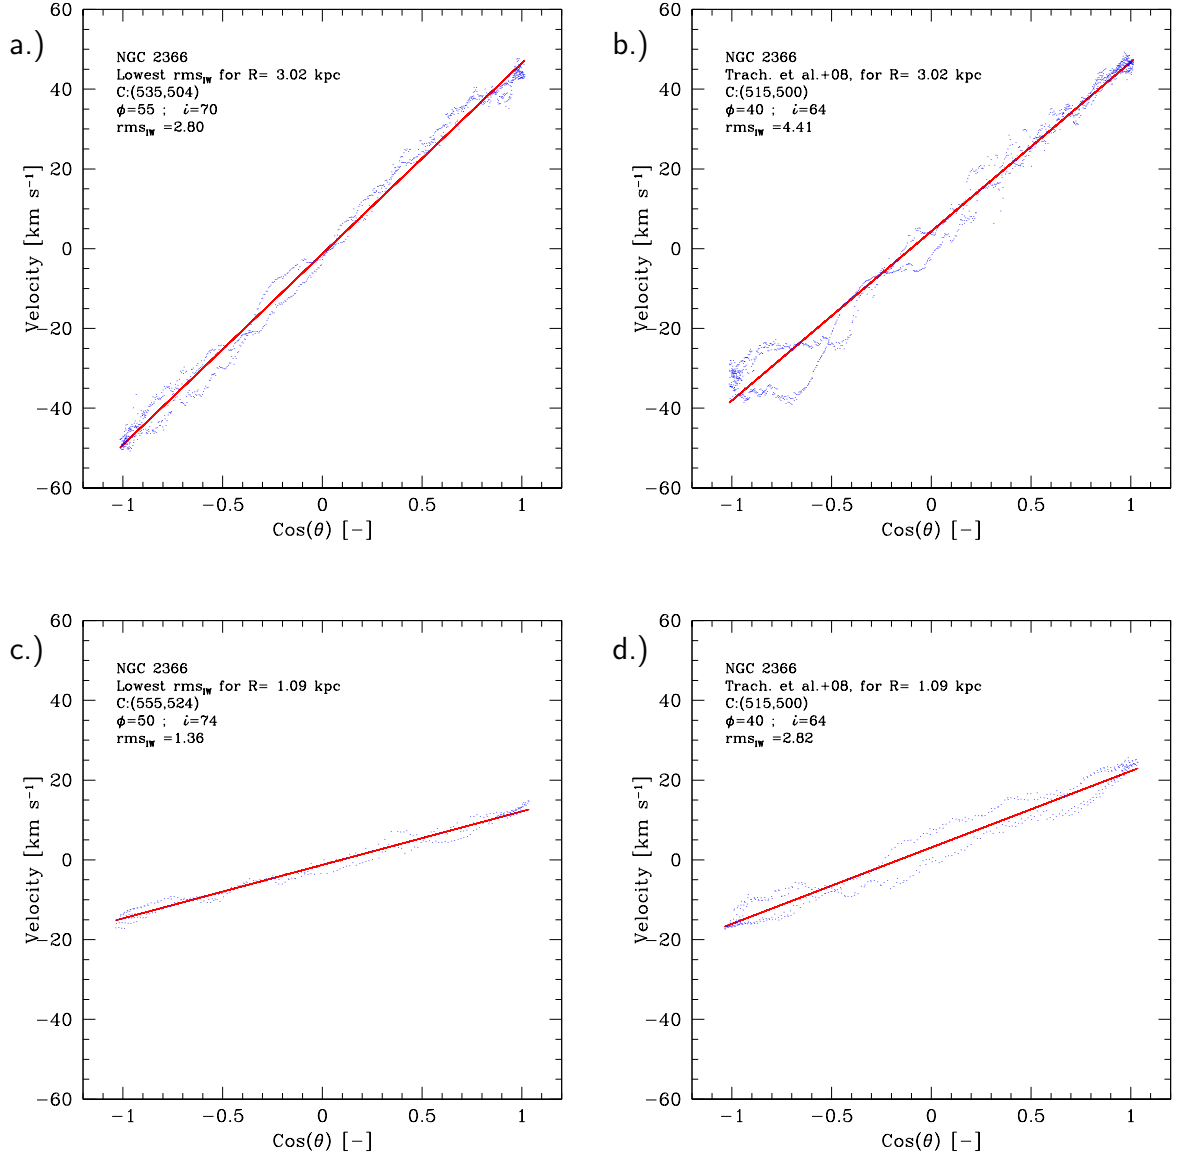 a.)
NGC 2366
Lowest rms_IW for R= 3.02 kpc
C:(535,504)
ϕ=55 ; i=70
rms_IW =2.80
60
40
20
0
−20
−40
−60
Velocity [km s⁻¹]
−1 −0.5 0 0.5 1
Cos(θ) [−]
b.)
NGC 2366
Trach. et al.+08, for R= 3.02 kpc
C:(515,500)
ϕ=40 ; i=64
rms_IW =4.41
60
40
20
0
−20
−40
−60
Velocity [km s⁻¹]
−1 −0.5 0 0.5 1
Cos(θ) [−]
c.)
NGC 2366
Lowest rms_IW for R= 1.09 kpc
C:(555,524)
ϕ=50 ; i=74
rms_IW =1.36
60
40
20
0
−20
−40
−60
Velocity [km s⁻¹]
−1 −0.5 0 0.5 1
Cos(θ) [−]
d.)
NGC 2366
Trach. et al.+08, for R= 1.09 kpc
C:(515,500)
ϕ=40 ; i=64
rms_IW =2.82
60
40
20
0
−20
−40
−60
Velocity [km s⁻¹]
−1 −0.5 0 0.5 1
Cos(θ) [−]